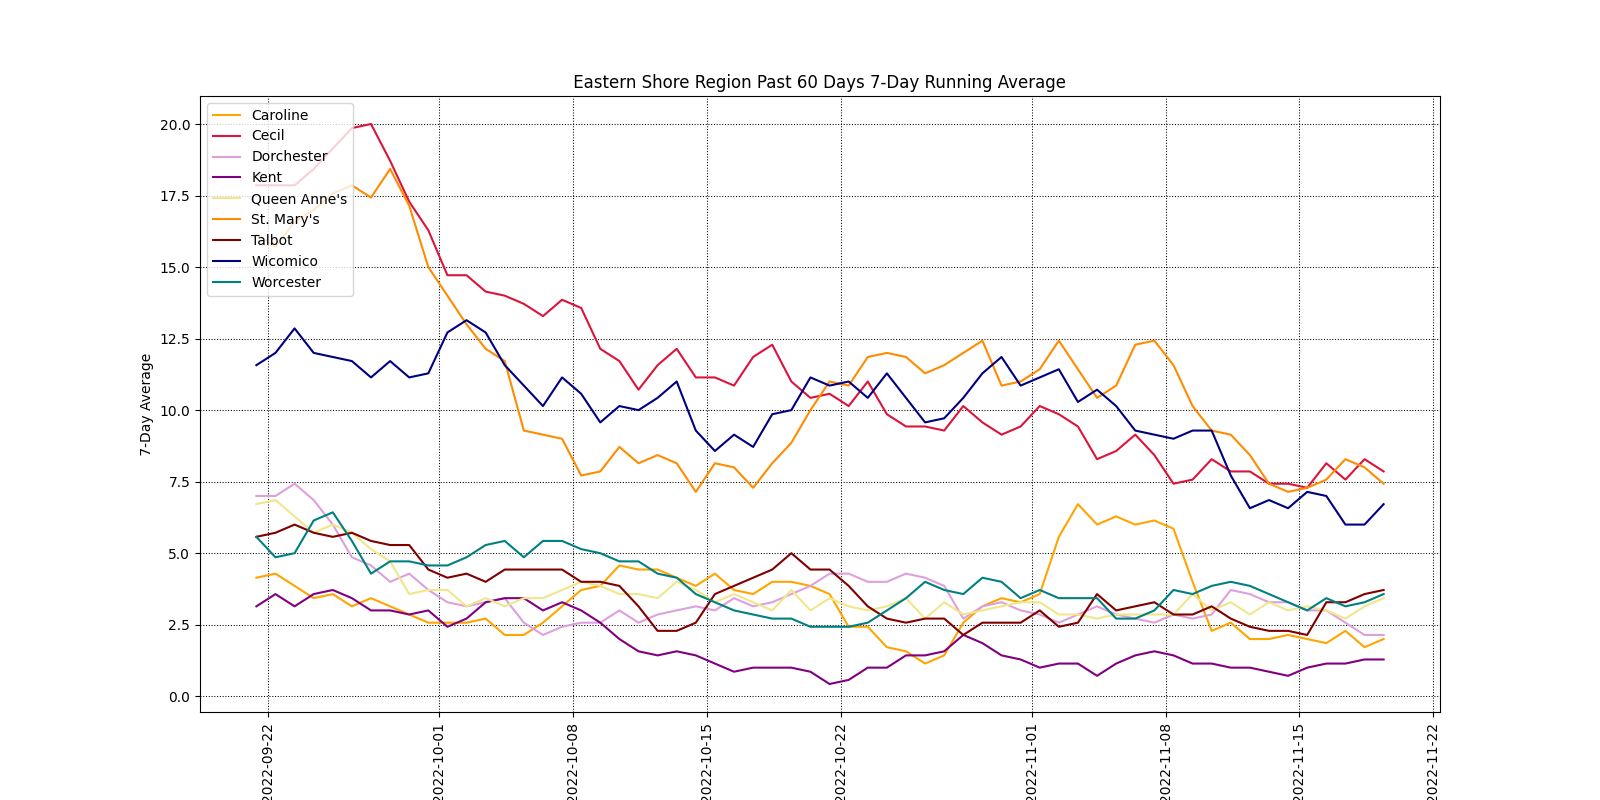 Eastern Shore Region Past 60 Days 7-Day Running Average
Caroline
Cecil
Dorchester
Kent
Queen Anne's
St. Mary's
Talbot
Wicomico
Worcester
7-Day Average
20.0
17.5
15.0
12.5
10.0
7.5
5.0
2.5
0.0
2022-09-22
2022-10-01
2022-10-08
2022-10-15
2022-10-22
2022-11-01
2022-11-08
2022-11-15
2022-11-22